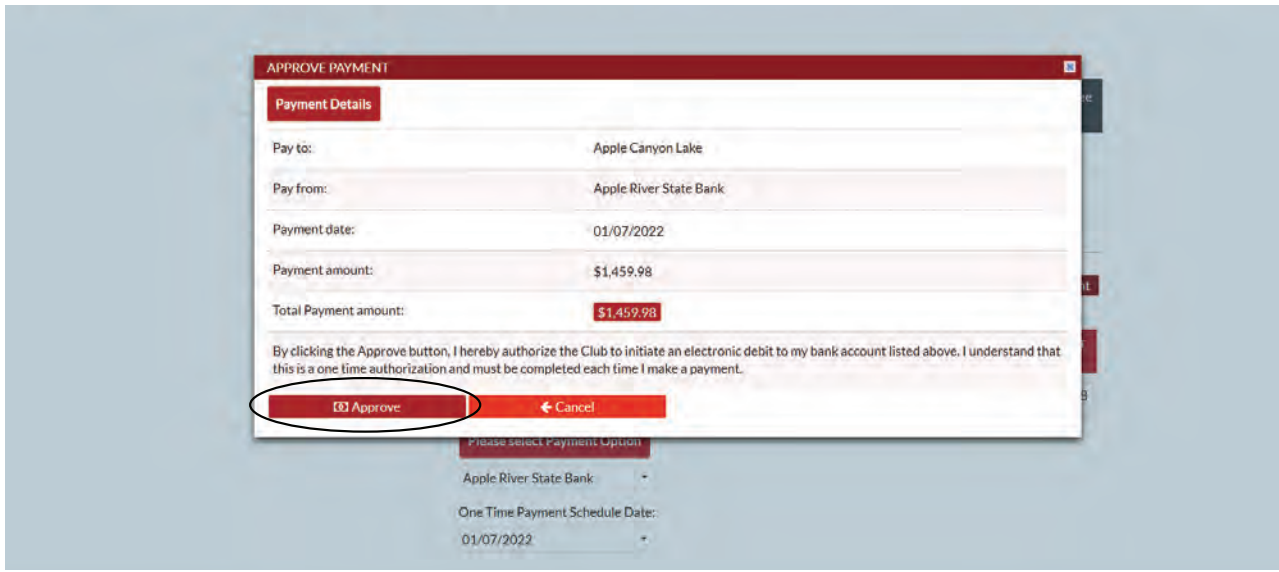 APPROVE PAYMENT
Payment Details
Pay to: Apple Canyon Lake
Pay from: Apple River State Bank
Payment date: 01/07/2022
Payment amount: $1,459.98
Total Payment amount: $1,459.98
By clicking the Approve button, I hereby authorize the Club to initiate an electronic debit to my bank account listed above. I understand that
this is a one time authorization and must be completed each time I make a payment.
Approve
Cancel
Please select Payment Option
Apple River State Bank
One Time Payment Schedule Date:
01/07/2022